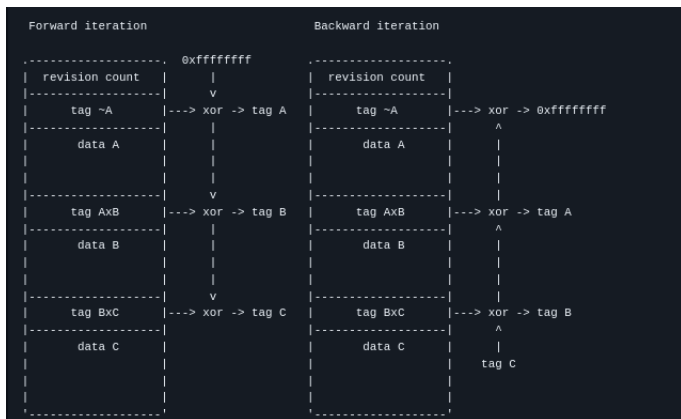 Forward iteration                         Backward iteration
.-------------------.  0xffffffff         .-------------------.
|  revision count   |      |              |  revision count   |
|-------------------|      v              |-------------------|
|      tag ~A       |---> xor -> tag A    |      tag ~A       |---> xor -> 0xffffffff
|-------------------|      |              |-------------------|      ^
|       data A      |      |              |       data A      |      |
|                   |      |              |                   |      |
|                   |      |              |                   |      |
|-------------------|      v              |-------------------|      |
|      tag AxB      |---> xor -> tag B    |      tag AxB      |---> xor -> tag A
|-------------------|      |              |-------------------|      ^
|       data B      |      |              |       data B      |      |
|                   |      |              |                   |      |
|                   |      |              |                   |      |
|-------------------|      v              |-------------------|      |
|      tag BxC      |---> xor -> tag C    |      tag BxC      |---> xor -> tag B
|-------------------|                     |-------------------|      ^
|       data C      |                     |       data C      |      |
|                   |                     |                   |    tag C
|                   |                     |                   |
|                   |                     |                   |
'-------------------'                     '-------------------'